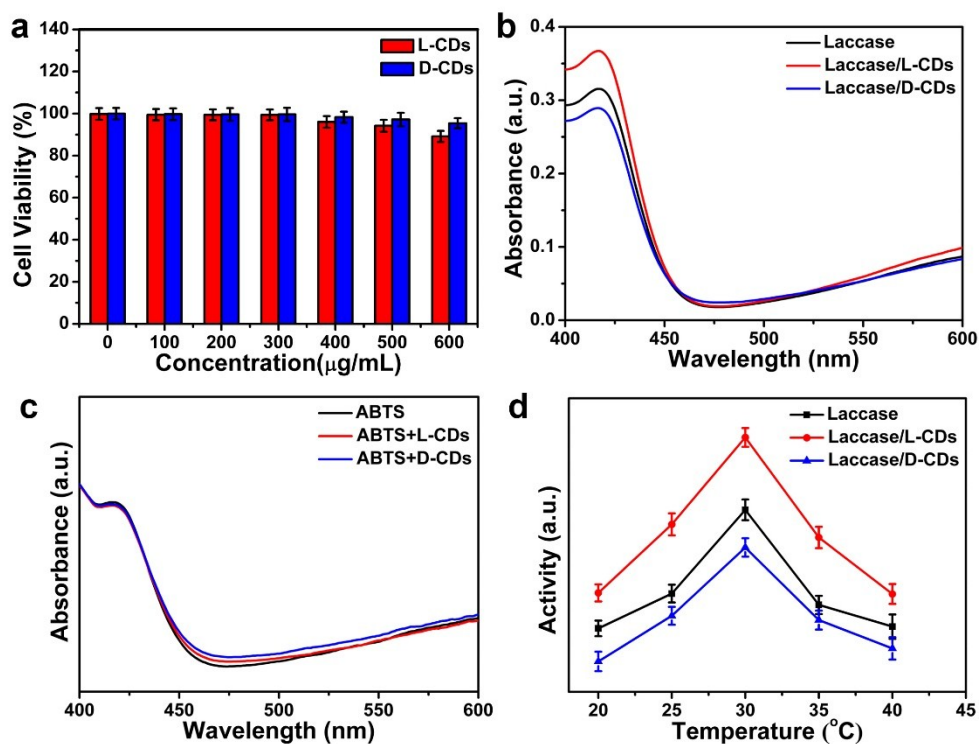 a
140
120
100
80
60
40
20
0
Cell Viability (%)
L-CDs
D-CDs
0 100 200 300 400 500 600
Concentration(μg/mL)
b
0.3
0.2
0.1
0.0
Absorbance (a.u.)
Laccase
Laccase/L-CDs
Laccase/D-CDs
400 450 500 550 600
Wavelength (nm)
c
Absorbance (a.u.)
ABTS
ABTS+L-CDs
ABTS+D-CDs
400 450 500 550 600
Wavelength (nm)
d
Activity (a.u.)
Laccase
Laccase/L-CDs
Laccase/D-CDs
20 25 30 35 40 45
Temperature (°C)